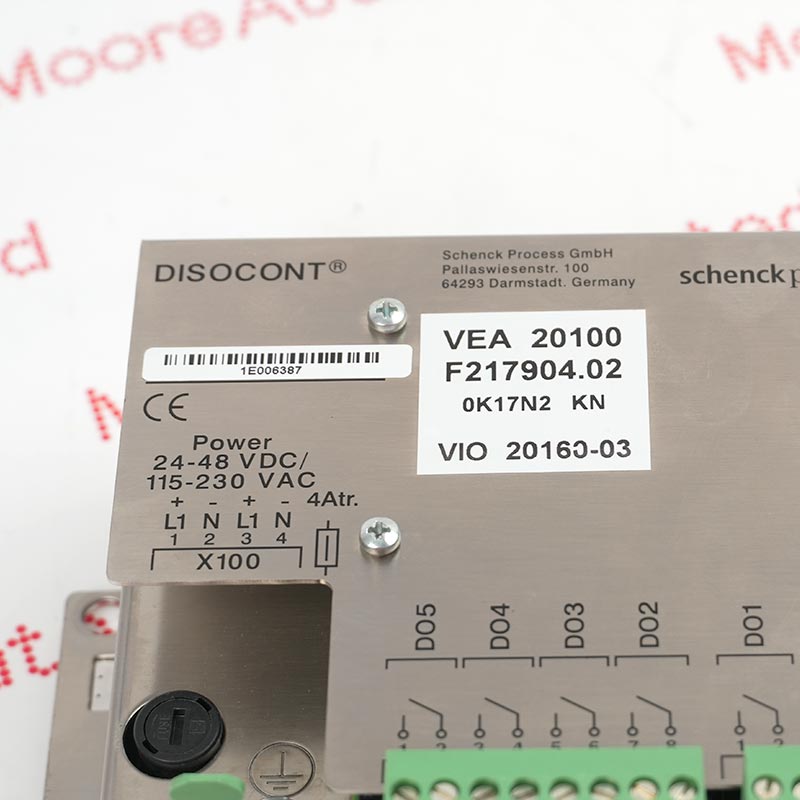 Moore Aut
M
d
DISOCONT®
Schenck Process GmbH
Pallaswiesenstr. 100
64293 Darmstadt. Germany
schenck p
VEA 20100
F217904.02
0K17N2 KN
VIO 20160-03
1E006387
CE
Power
24-48 VDC/
115-230 VAC
+ - + - 4Atr.
L1 N L1 N
1 2 3 4
X100
DO5 DO4 DO3 DO2 DO1